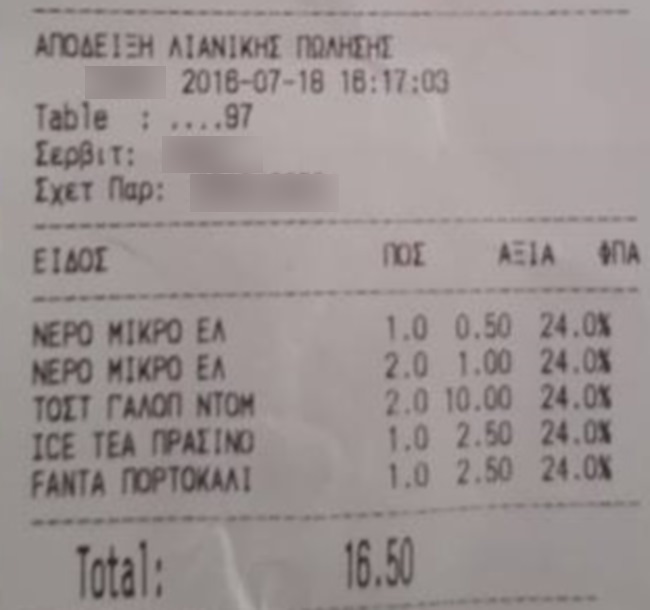 ΑΠΟΔΕΙΞΗ ΛΙΑΝΙΚΗΣ ΠΩΛΗΣΗΣ
2016-07-18 16:17:03
Table : ....97
Σερβιτ:
Σχετ Παρ:
ΕΙΔΟΣ ΠΟΣ ΑΞΙΑ ΦΠΑ
ΝΕΡΟ ΜΙΚΡΟ ΕΛ 1.0 0.50 24.0%
ΝΕΡΟ ΜΙΚΡΟ ΕΛ 2.0 1.00 24.0%
ΤΟΣΤ ΓΑΛΟΠ ΝΤΟΜ 2.0 10.00 24.0%
ICE TEA ΠΡΑΣΙΝΟ 1.0 2.50 24.0%
FANTA ΠΟΡΤΟΚΑΛΙ 1.0 2.50 24.0%
Total: 16.50